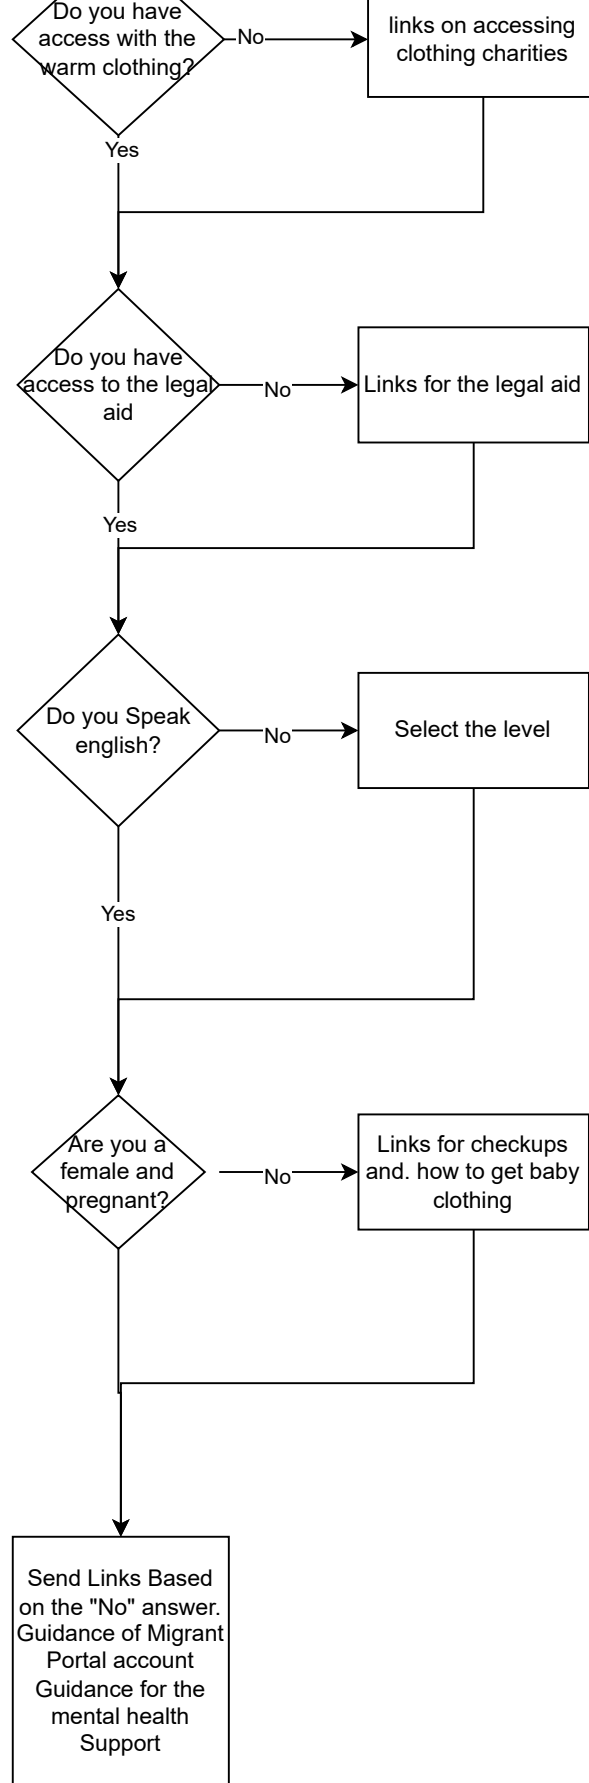 Do you have
access with the
warm clothing?
No
links on accessing
clothing charities
Yes
Do you have
access to the legal
aid
No
Links for the legal aid
Yes
Do you Speak
english?
No
Select the level
Yes
Are you a
female and
pregnant?
No
Links for checkups
and. how to get baby
clothing
Send Links Based
on the "No" answer.
Guidance of Migrant
Portal account
Guidance for the
mental health
Support